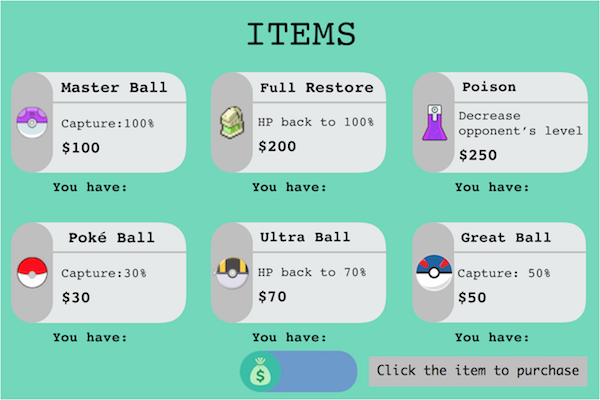 ITEMS
Master Ball
Capture:100%
$100
You have:
Full Restore
HP back to 100%
$200
You have:
Poison
Decrease
opponent's level
$250
You have:
Poké Ball
Capture:30%
$30
You have:
Ultra Ball
HP back to 70%
$70
You have:
Great Ball
Capture: 50%
$50
You have:
$
Click the item to purchase